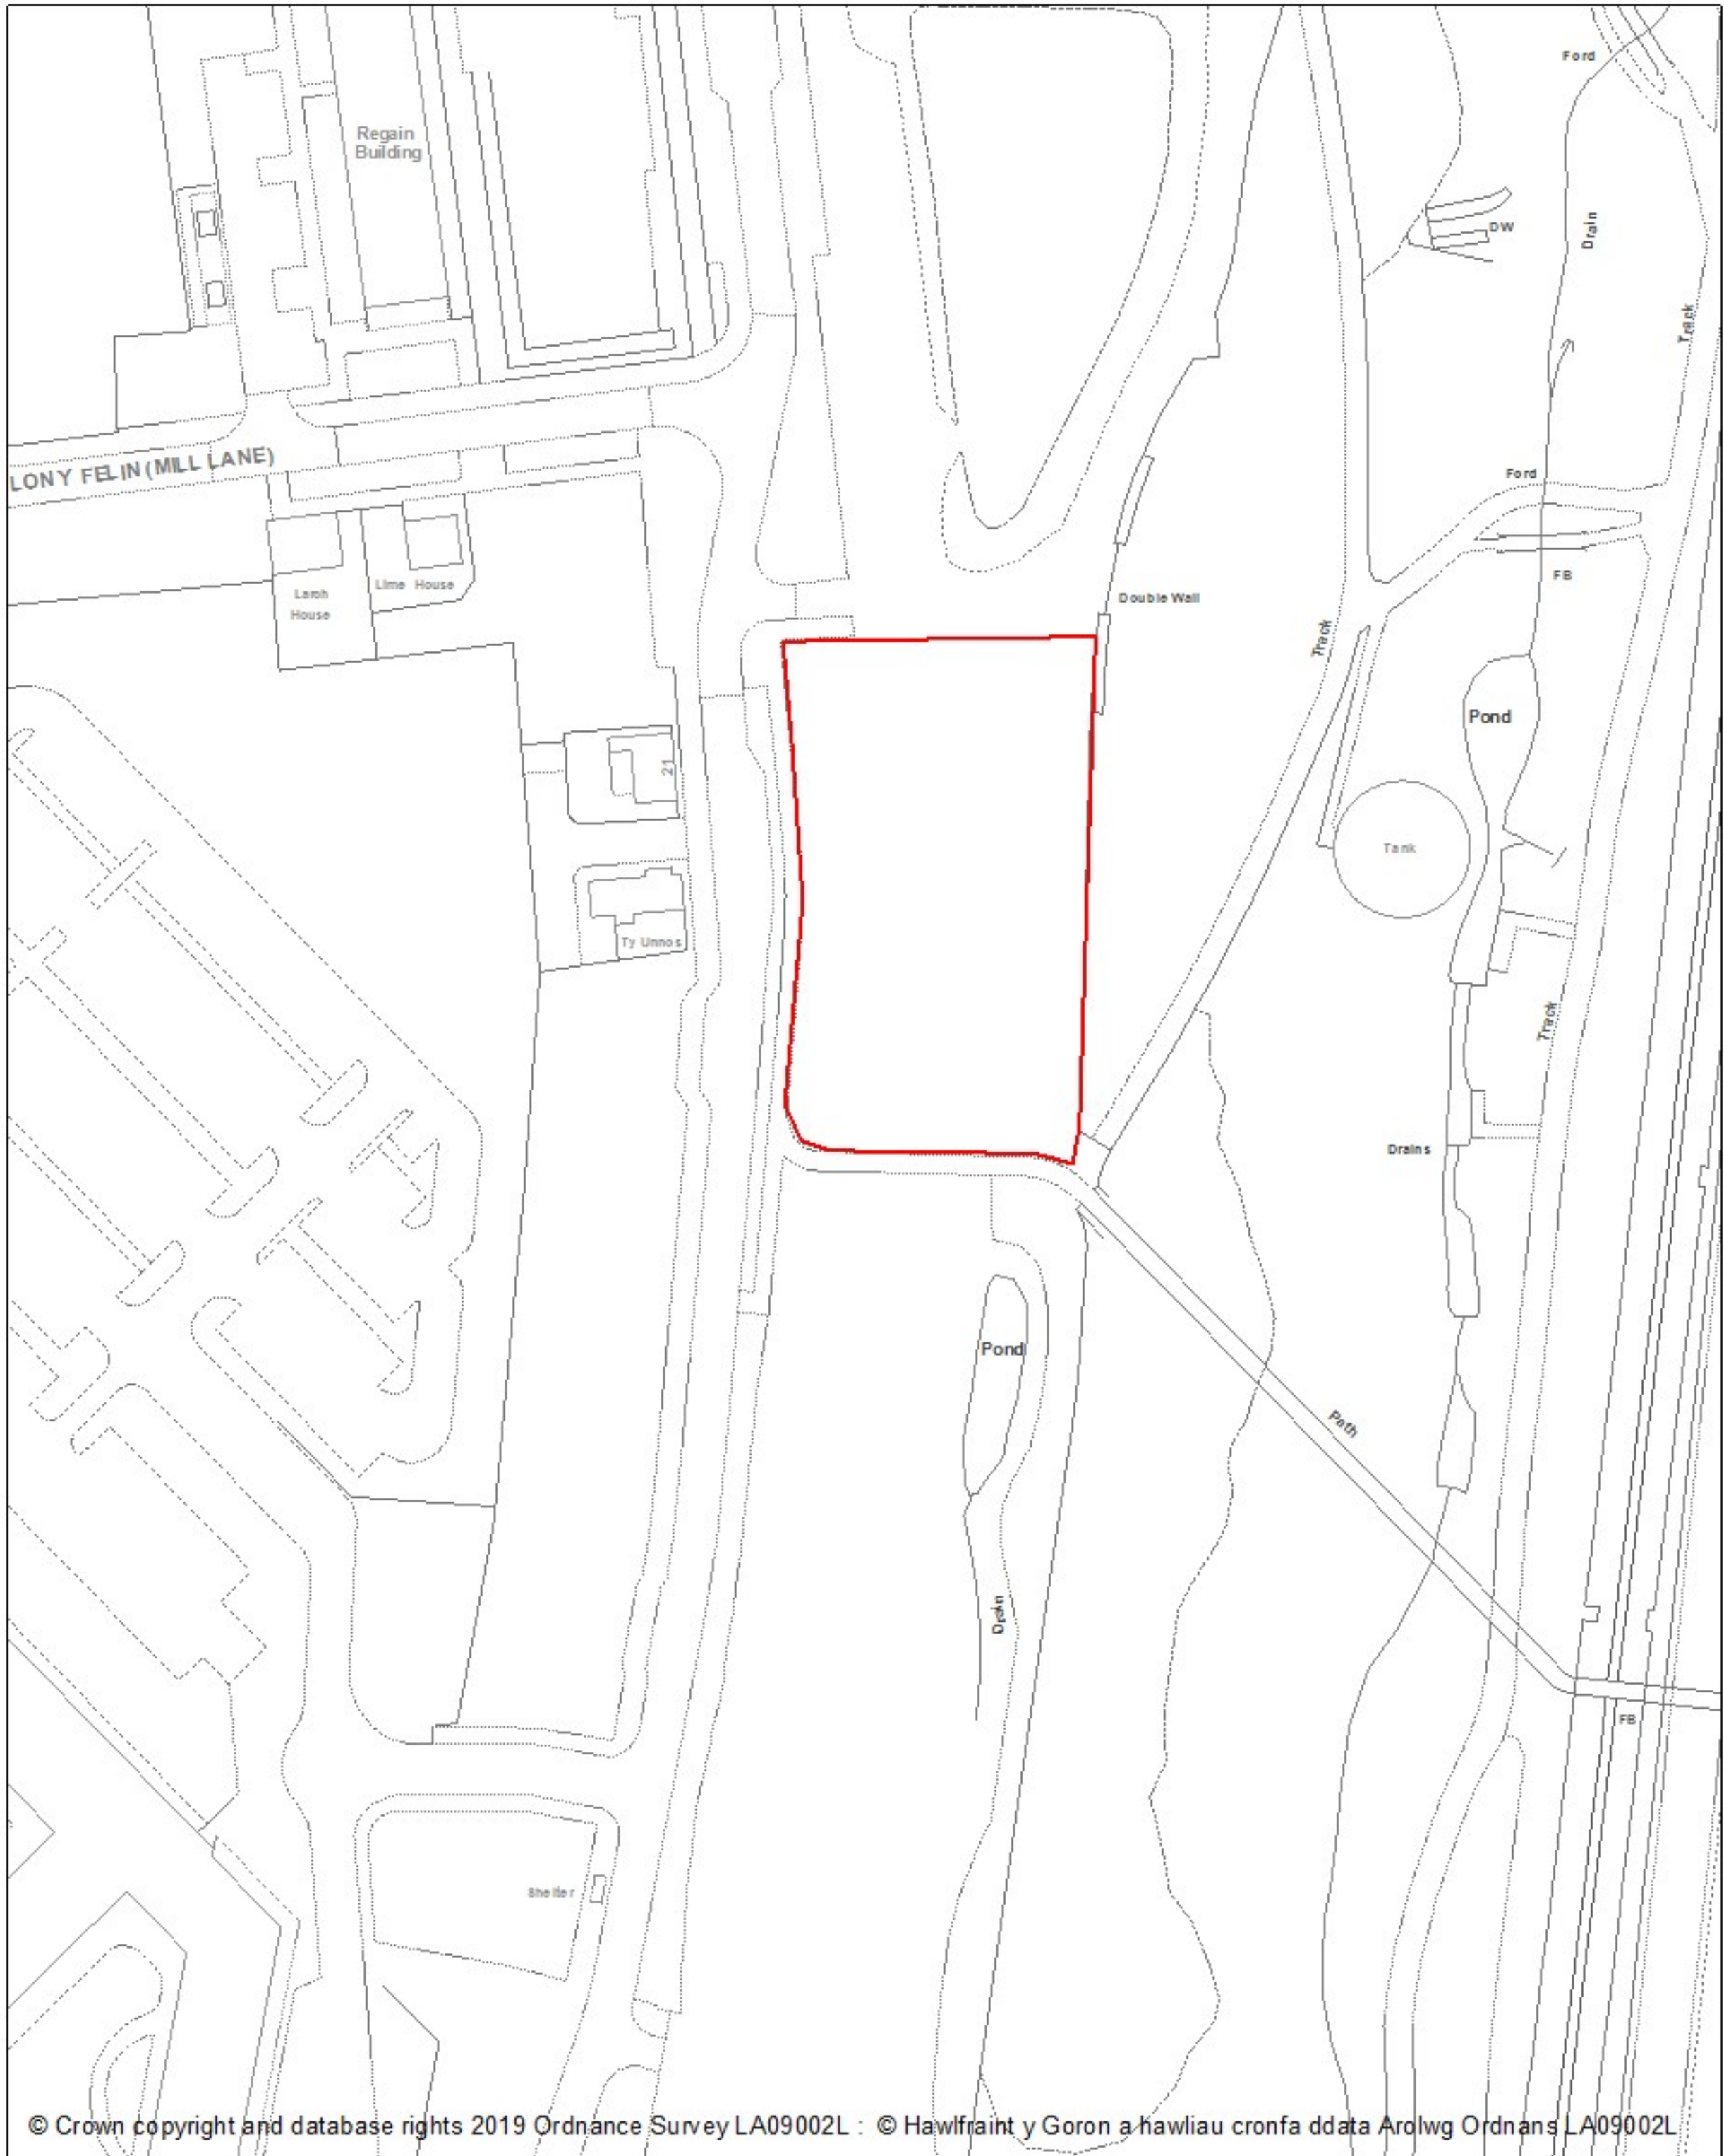 Ford
Regain
Building
DW
Drain
Track
LON Y FELIN (MILL LANE)
Ford
FB
Larch
House
Lime House
Double Wall
Track
Pond
21
Tank
Ty Unnos
Track
Drains
Pond
Path
Drain
FB
Shelter
© Crown copyright and database rights 2019 Ordnance Survey LA09002L : © Hawlfraint y Goron a hawliau cronfa ddata Arolwg Ordnans LA09002L